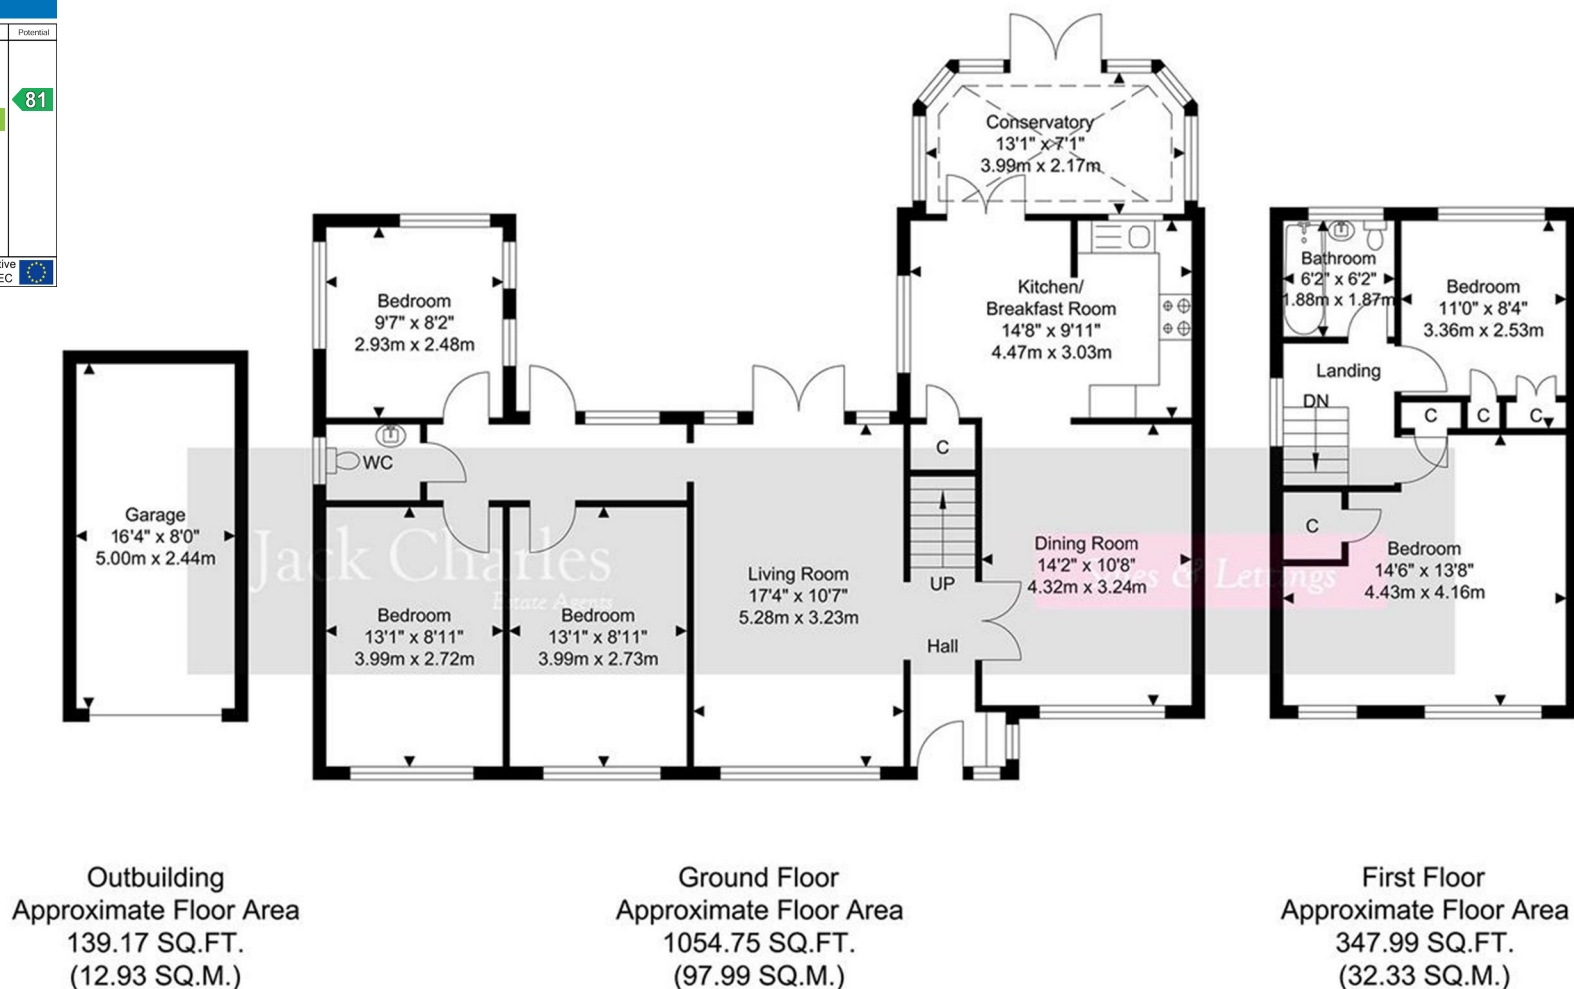 Potential
81
tive
EC
Conservatory
13'1" x 7'1"
3.99m x 2.17m
Bedroom
9'7" x 8'2"
2.93m x 2.48m
Kitchen/
Breakfast Room
14'8" x 9'11"
4.47m x 3.03m
Bathroom
6'2" x 6'2"
1.88m x 1.87m
Bedroom
11'0" x 8'4"
3.36m x 2.53m
Landing
DN
C
C
C
C
WC
C
Garage
16'4" x 8'0"
5.00m x 2.44m
Jack Charles
Estate Agents
Sales & Lettings
Bedroom
13'1" x 8'11"
3.99m x 2.72m
Bedroom
13'1" x 8'11"
3.99m x 2.73m
Living Room
17'4" x 10'7"
5.28m x 3.23m
UP
Hall
Dining Room
14'2" x 10'8"
4.32m x 3.24m
Bedroom
14'6" x 13'8"
4.43m x 4.16m
Outbuilding
Approximate Floor Area
139.17 SQ.FT.
(12.93 SQ.M.)
Ground Floor
Approximate Floor Area
1054.75 SQ.FT.
(97.99 SQ.M.)
First Floor
Approximate Floor Area
347.99 SQ.FT.
(32.33 SQ.M.)